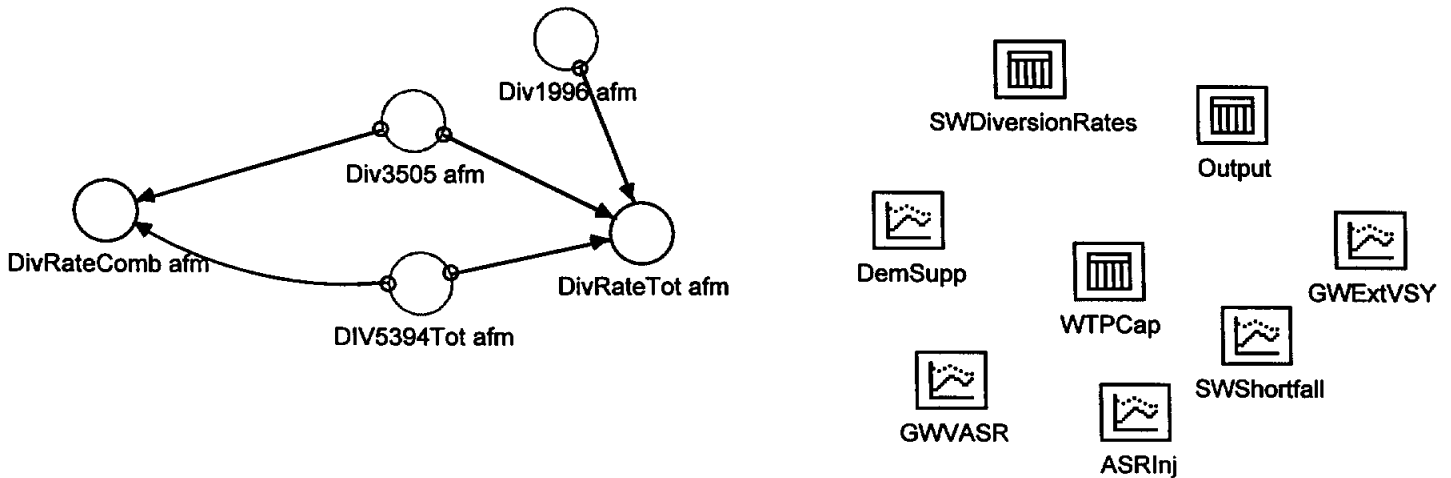 Div1996 afm
SWDiversionRates
Output
Div3505 afm
DivRateComb afm
DemSupp
DivRateTot afm
GWExtVSY
WTPCap
DIV5394Tot afm
SWShortfall
GWVASR
ASRInj